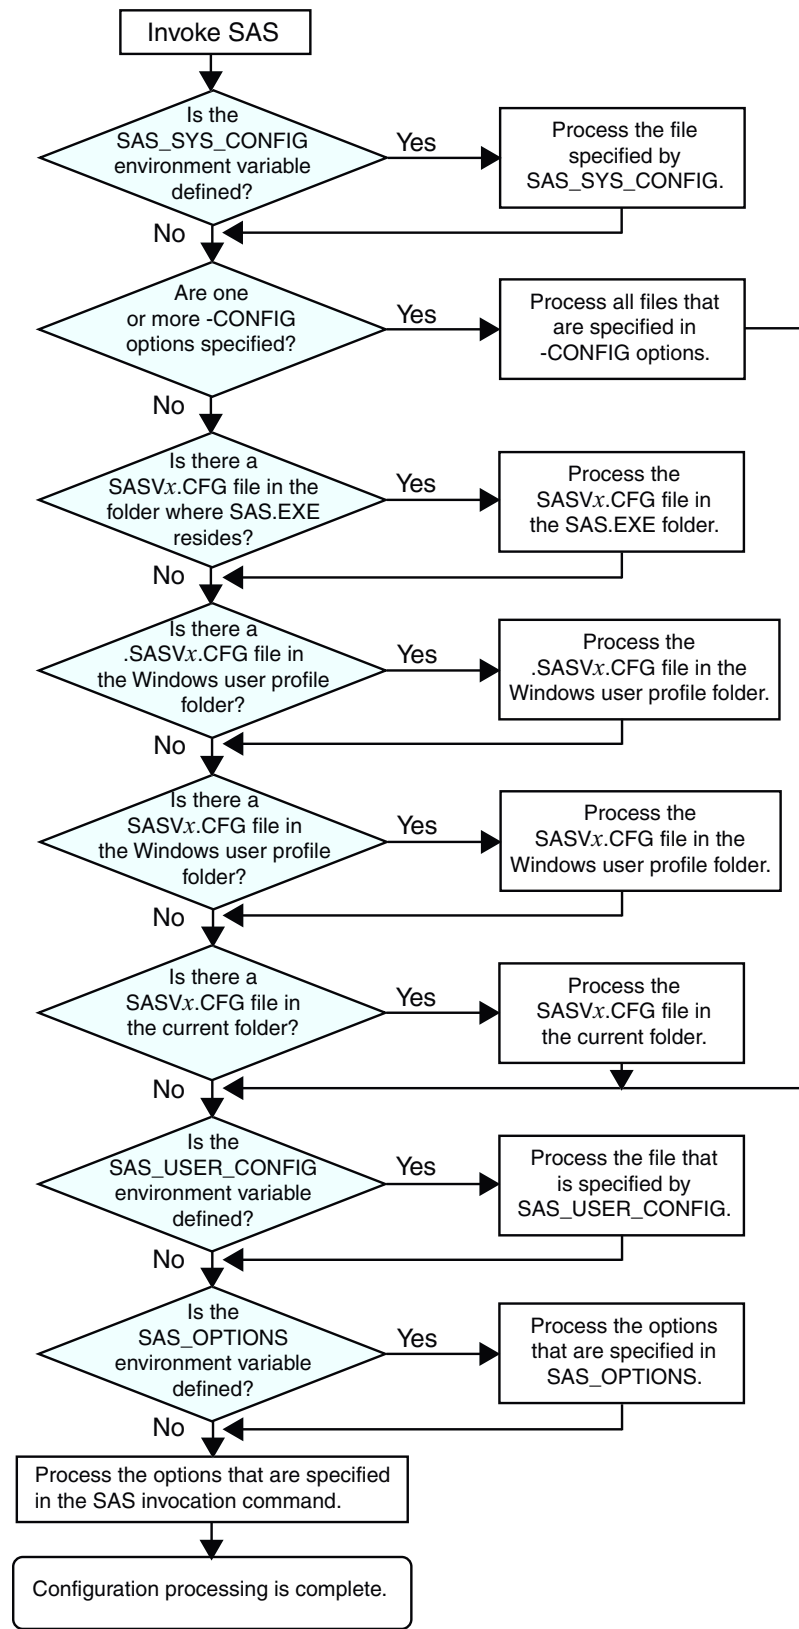 Invoke SAS
Is the
SAS_SYS_CONFIG
environment variable
defined?
Yes
Process the file
specified by
SAS_SYS_CONFIG.
No
Are one
or more -CONFIG
options specified?
Yes
Process all files that
are specified in
-CONFIG options.
No
Is there a
SASVx.CFG file in the
folder where SAS.EXE
resides?
Yes
Process the
SASVx.CFG file in
the SAS.EXE folder.
No
Is there a
.SASVx.CFG file in
the Windows user profile
folder?
Yes
Process the
.SASVx.CFG file in the
Windows user profile folder.
No
Is there a
SASVx.CFG file in
the Windows user profile
folder?
Yes
Process the
SASVx.CFG file in the
Windows user profile folder.
No
Is there a
SASVx.CFG file in
the current folder?
Yes
Process the
SASVx.CFG file in
the current folder.
No
Is the
SAS_USER_CONFIG
environment variable
defined?
Yes
Process the file that
is specified by
SAS_USER_CONFIG.
No
Is the
SAS_OPTIONS
environment variable
defined?
Yes
Process the options
that are specified in
SAS_OPTIONS.
No
Process the options that are specified
in the SAS invocation command.
Configuration processing is complete.